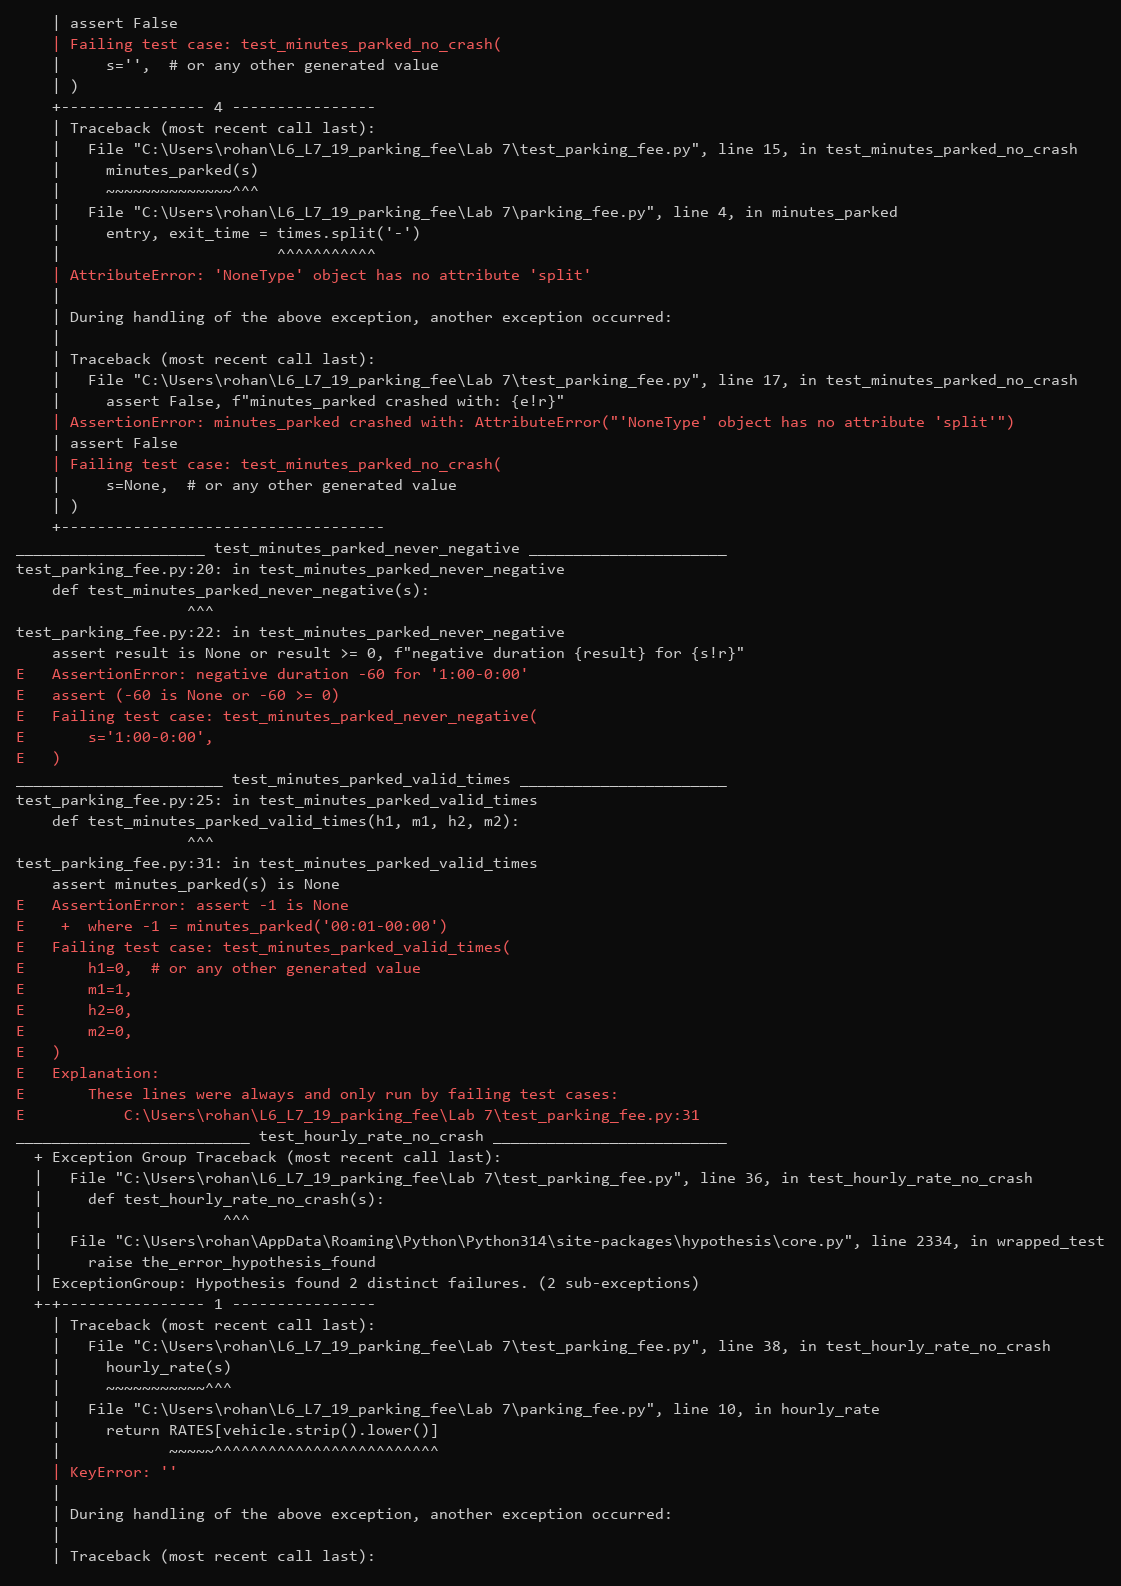 | assert False
    | Failing test case: test_minutes_parked_no_crash(
    |     s='',  # or any other generated value
    | )
    +---------------- 4 ----------------
    | Traceback (most recent call last):
    |   File "C:\Users\rohan\L6_L7_19_parking_fee\Lab 7\test_parking_fee.py", line 15, in test_minutes_parked_no_crash
    |     minutes_parked(s)
    |     ~~~~~~~~~~~~~~^^^
    |   File "C:\Users\rohan\L6_L7_19_parking_fee\Lab 7\parking_fee.py", line 4, in minutes_parked
    |     entry, exit_time = times.split('-')
    |                        ^^^^^^^^^^^
    | AttributeError: 'NoneType' object has no attribute 'split'
    |
    | During handling of the above exception, another exception occurred:
    |
    | Traceback (most recent call last):
    |   File "C:\Users\rohan\L6_L7_19_parking_fee\Lab 7\test_parking_fee.py", line 17, in test_minutes_parked_no_crash
    |     assert False, f"minutes_parked crashed with: {e!r}"
    | AssertionError: minutes_parked crashed with: AttributeError("'NoneType' object has no attribute 'split'")
    | assert False
    | Failing test case: test_minutes_parked_no_crash(
    |     s=None,  # or any other generated value
    | )
    +------------------------------------
_____________________ test_minutes_parked_never_negative ______________________
test_parking_fee.py:20: in test_minutes_parked_never_negative
    def test_minutes_parked_never_negative(s):
                   ^^^
test_parking_fee.py:22: in test_minutes_parked_never_negative
    assert result is None or result >= 0, f"negative duration {result} for {s!r}"
E   AssertionError: negative duration -60 for '1:00-0:00'
E   assert (-60 is None or -60 >= 0)
E   Failing test case: test_minutes_parked_never_negative(
E       s='1:00-0:00',
E   )
_______________________ test_minutes_parked_valid_times _______________________
test_parking_fee.py:25: in test_minutes_parked_valid_times
    def test_minutes_parked_valid_times(h1, m1, h2, m2):
                   ^^^
test_parking_fee.py:31: in test_minutes_parked_valid_times
    assert minutes_parked(s) is None
E   AssertionError: assert -1 is None
E    +  where -1 = minutes_parked('00:01-00:00')
E   Failing test case: test_minutes_parked_valid_times(
E       h1=0,  # or any other generated value
E       m1=1,
E       h2=0,
E       m2=0,
E   )
E   Explanation:
E       These lines were always and only run by failing test cases:
E           C:\Users\rohan\L6_L7_19_parking_fee\Lab 7\test_parking_fee.py:31
__________________________ test_hourly_rate_no_crash __________________________
  + Exception Group Traceback (most recent call last):
  |   File "C:\Users\rohan\L6_L7_19_parking_fee\Lab 7\test_parking_fee.py", line 36, in test_hourly_rate_no_crash
  |     def test_hourly_rate_no_crash(s):
  |                    ^^^
  |   File "C:\Users\rohan\AppData\Roaming\Python\Python314\site-packages\hypothesis\core.py", line 2334, in wrapped_test
  |     raise the_error_hypothesis_found
  | ExceptionGroup: Hypothesis found 2 distinct failures. (2 sub-exceptions)
  +-+---------------- 1 ----------------
    | Traceback (most recent call last):
    |   File "C:\Users\rohan\L6_L7_19_parking_fee\Lab 7\test_parking_fee.py", line 38, in test_hourly_rate_no_crash
    |     hourly_rate(s)
    |     ~~~~~~~~~~~^^^
    |   File "C:\Users\rohan\L6_L7_19_parking_fee\Lab 7\parking_fee.py", line 10, in hourly_rate
    |     return RATES[vehicle.strip().lower()]
    |            ~~~~~^^^^^^^^^^^^^^^^^^^^^^^^^
    | KeyError: ''
    |
    | During handling of the above exception, another exception occurred:
    |
    | Traceback (most recent call last):